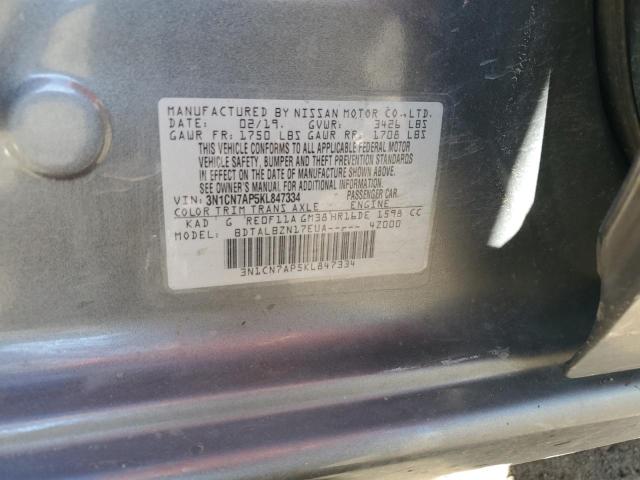 MANUFACTURED BY NISSAN MOTOR CO., LTD.
DATE: 02/19. GVWR: 3426 LBS
GAWR FR: 1750 LBS GAWR RR: 1708 LBS
THIS VEHICLE CONFORMS TO ALL APPLICABLE FEDERAL MOTOR
VEHICLE SAFETY, BUMPER AND THEFT PREVENTION STANDARDS
IN EFFECT ON THE DATE OF MANUFACTURE SHOWN ABOVE.
SEE OWNER'S MANUAL FOR ADDITIONAL INFORMATION.
VIN: 3N1CN7AP5KL847334 PASSENGER CAR
COLOR TRIM TRANS AXLE ENGINE
KAD G RE0F11A GM38 HR16DE 1598 CC
MODEL: BDTALBZN17EUA----- 42000
3N1CN7AP5KL847334